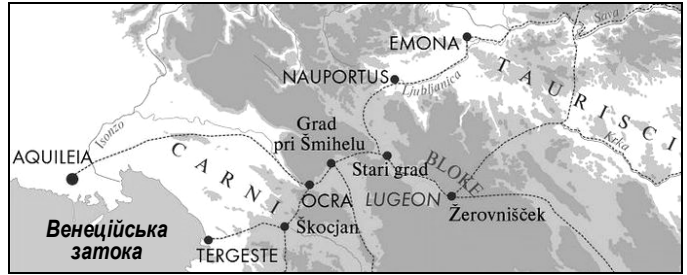 Sava
EMONA
NAUPORTUS
Ljubljanica
TAURISCI
Isonzo
Grad
pri Šmihelu
Krka
AQUILEIA
CARNI
Stari grad
BLOKE
OCRA
LUGEON
Žerovnišček
Венеційська
затока
Škocjan
TERGESTE